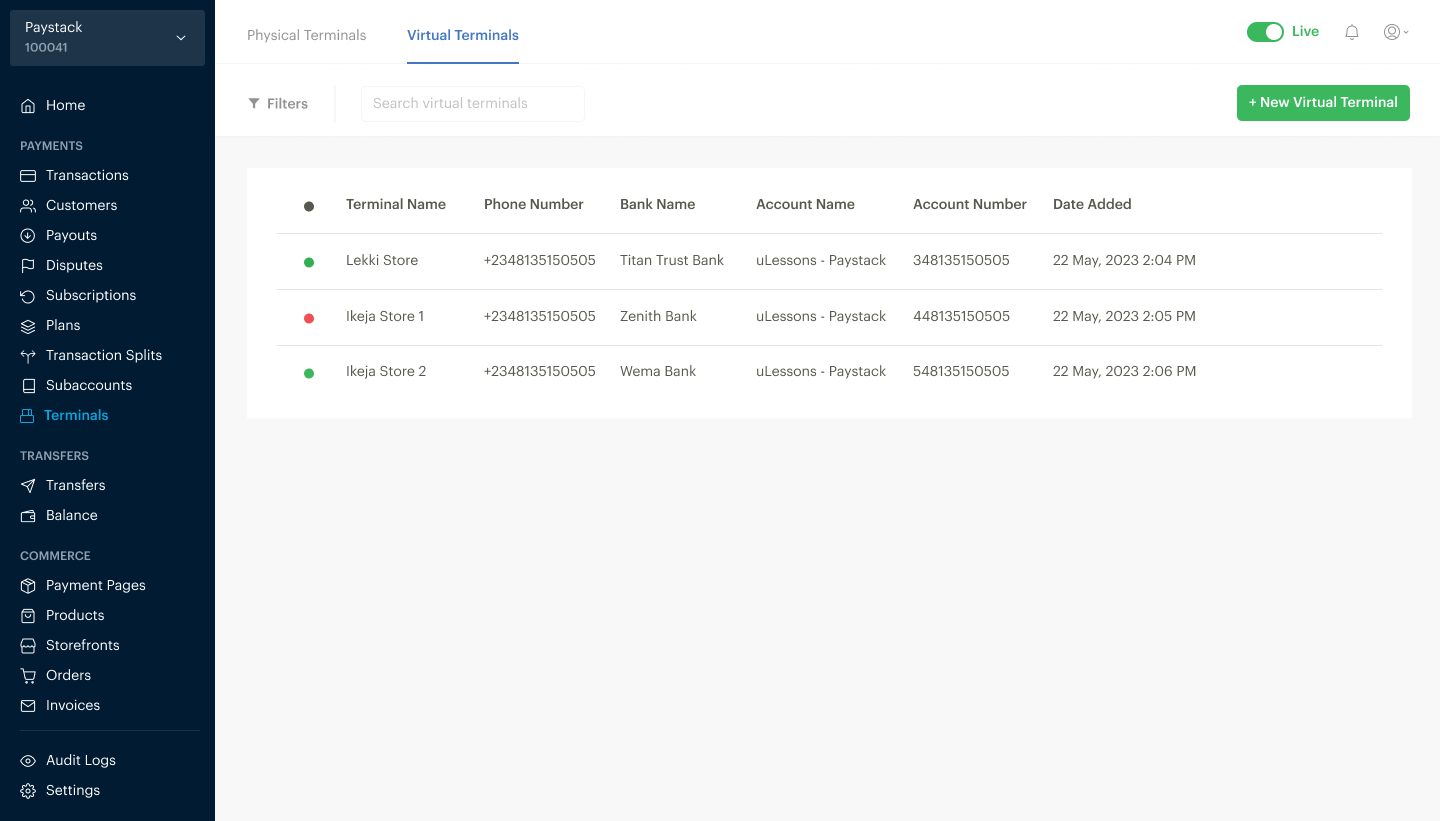 Paystack
100041
Home
PAYMENTS
Transactions
Customers
Payouts
Disputes
Subscriptions
Plans
Transaction Splits
Subaccounts
Terminals
TRANSFERS
Transfers
Balance
COMMERCE
Payment Pages
Products
Storefronts
Orders
Invoices
Audit Logs
Settings
Physical Terminals Virtual Terminals Live
Filters Search virtual terminals + New Virtual Terminal
Terminal Name Phone Number Bank Name Account Name Account Number Date Added
Lekki Store +2348135150505 Titan Trust Bank uLessons - Paystack 348135150505 22 May, 2023 2:04 PM
Ikeja Store 1 +2348135150505 Zenith Bank uLessons - Paystack 448135150505 22 May, 2023 2:05 PM
Ikeja Store 2 +2348135150505 Wema Bank uLessons - Paystack 548135150505 22 May, 2023 2:06 PM